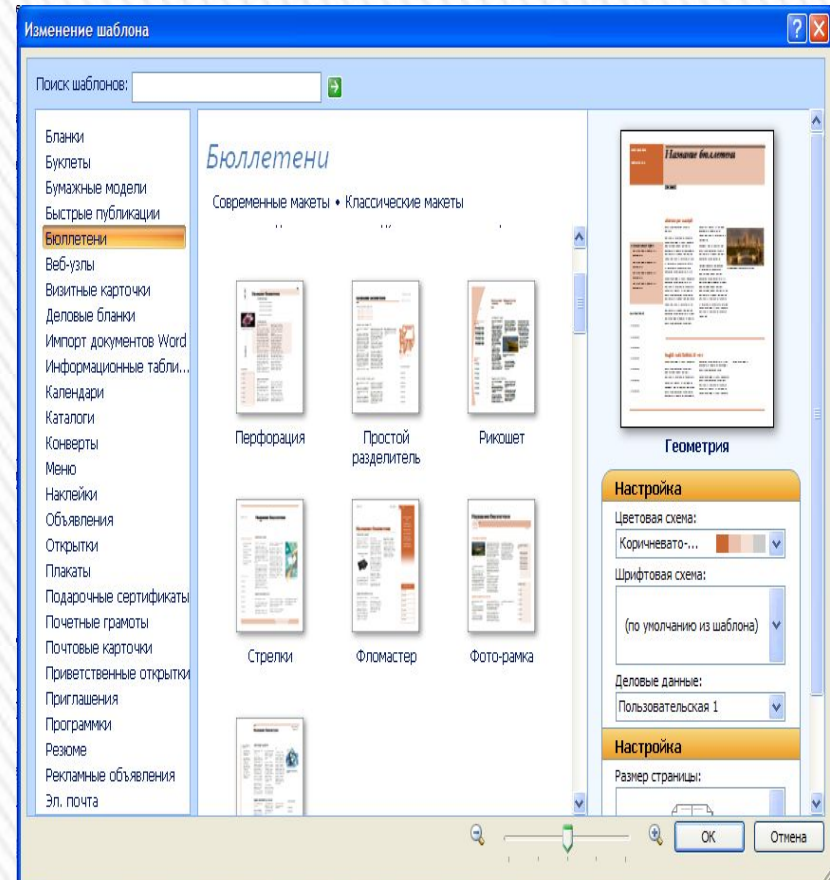 Изменение шаблона
Поиск шаблонов:
Бланки
Буклеты
Бумажные модели
Быстрые публикации
Бюллетени
Веб-узлы
Визитные карточки
Деловые бланки
Импорт документов Word
Информационные табли...
Календари
Каталоги
Конверты
Меню
Наклейки
Объявления
Открытки
Плакаты
Подарочные сертификаты
Почетные грамоты
Почтовые карточки
Приветственные открытки
Приглашения
Программки
Резюме
Рекламные объявления
Эл. почта
Бюллетени
Современные макеты • Классические макеты
Перфорация
Простой
разделитель
Рикошет
Стрелки
Фломастер
Фото-рамка
Название бюллетеня
Геометрия
Настройка
Цветовая схема:
Коричневато-...
Шрифтовая схема:
(по умолчанию из шаблона)
Деловые данные:
Пользовательская 1
Настройка
Размер страницы:
ОК
Отмена